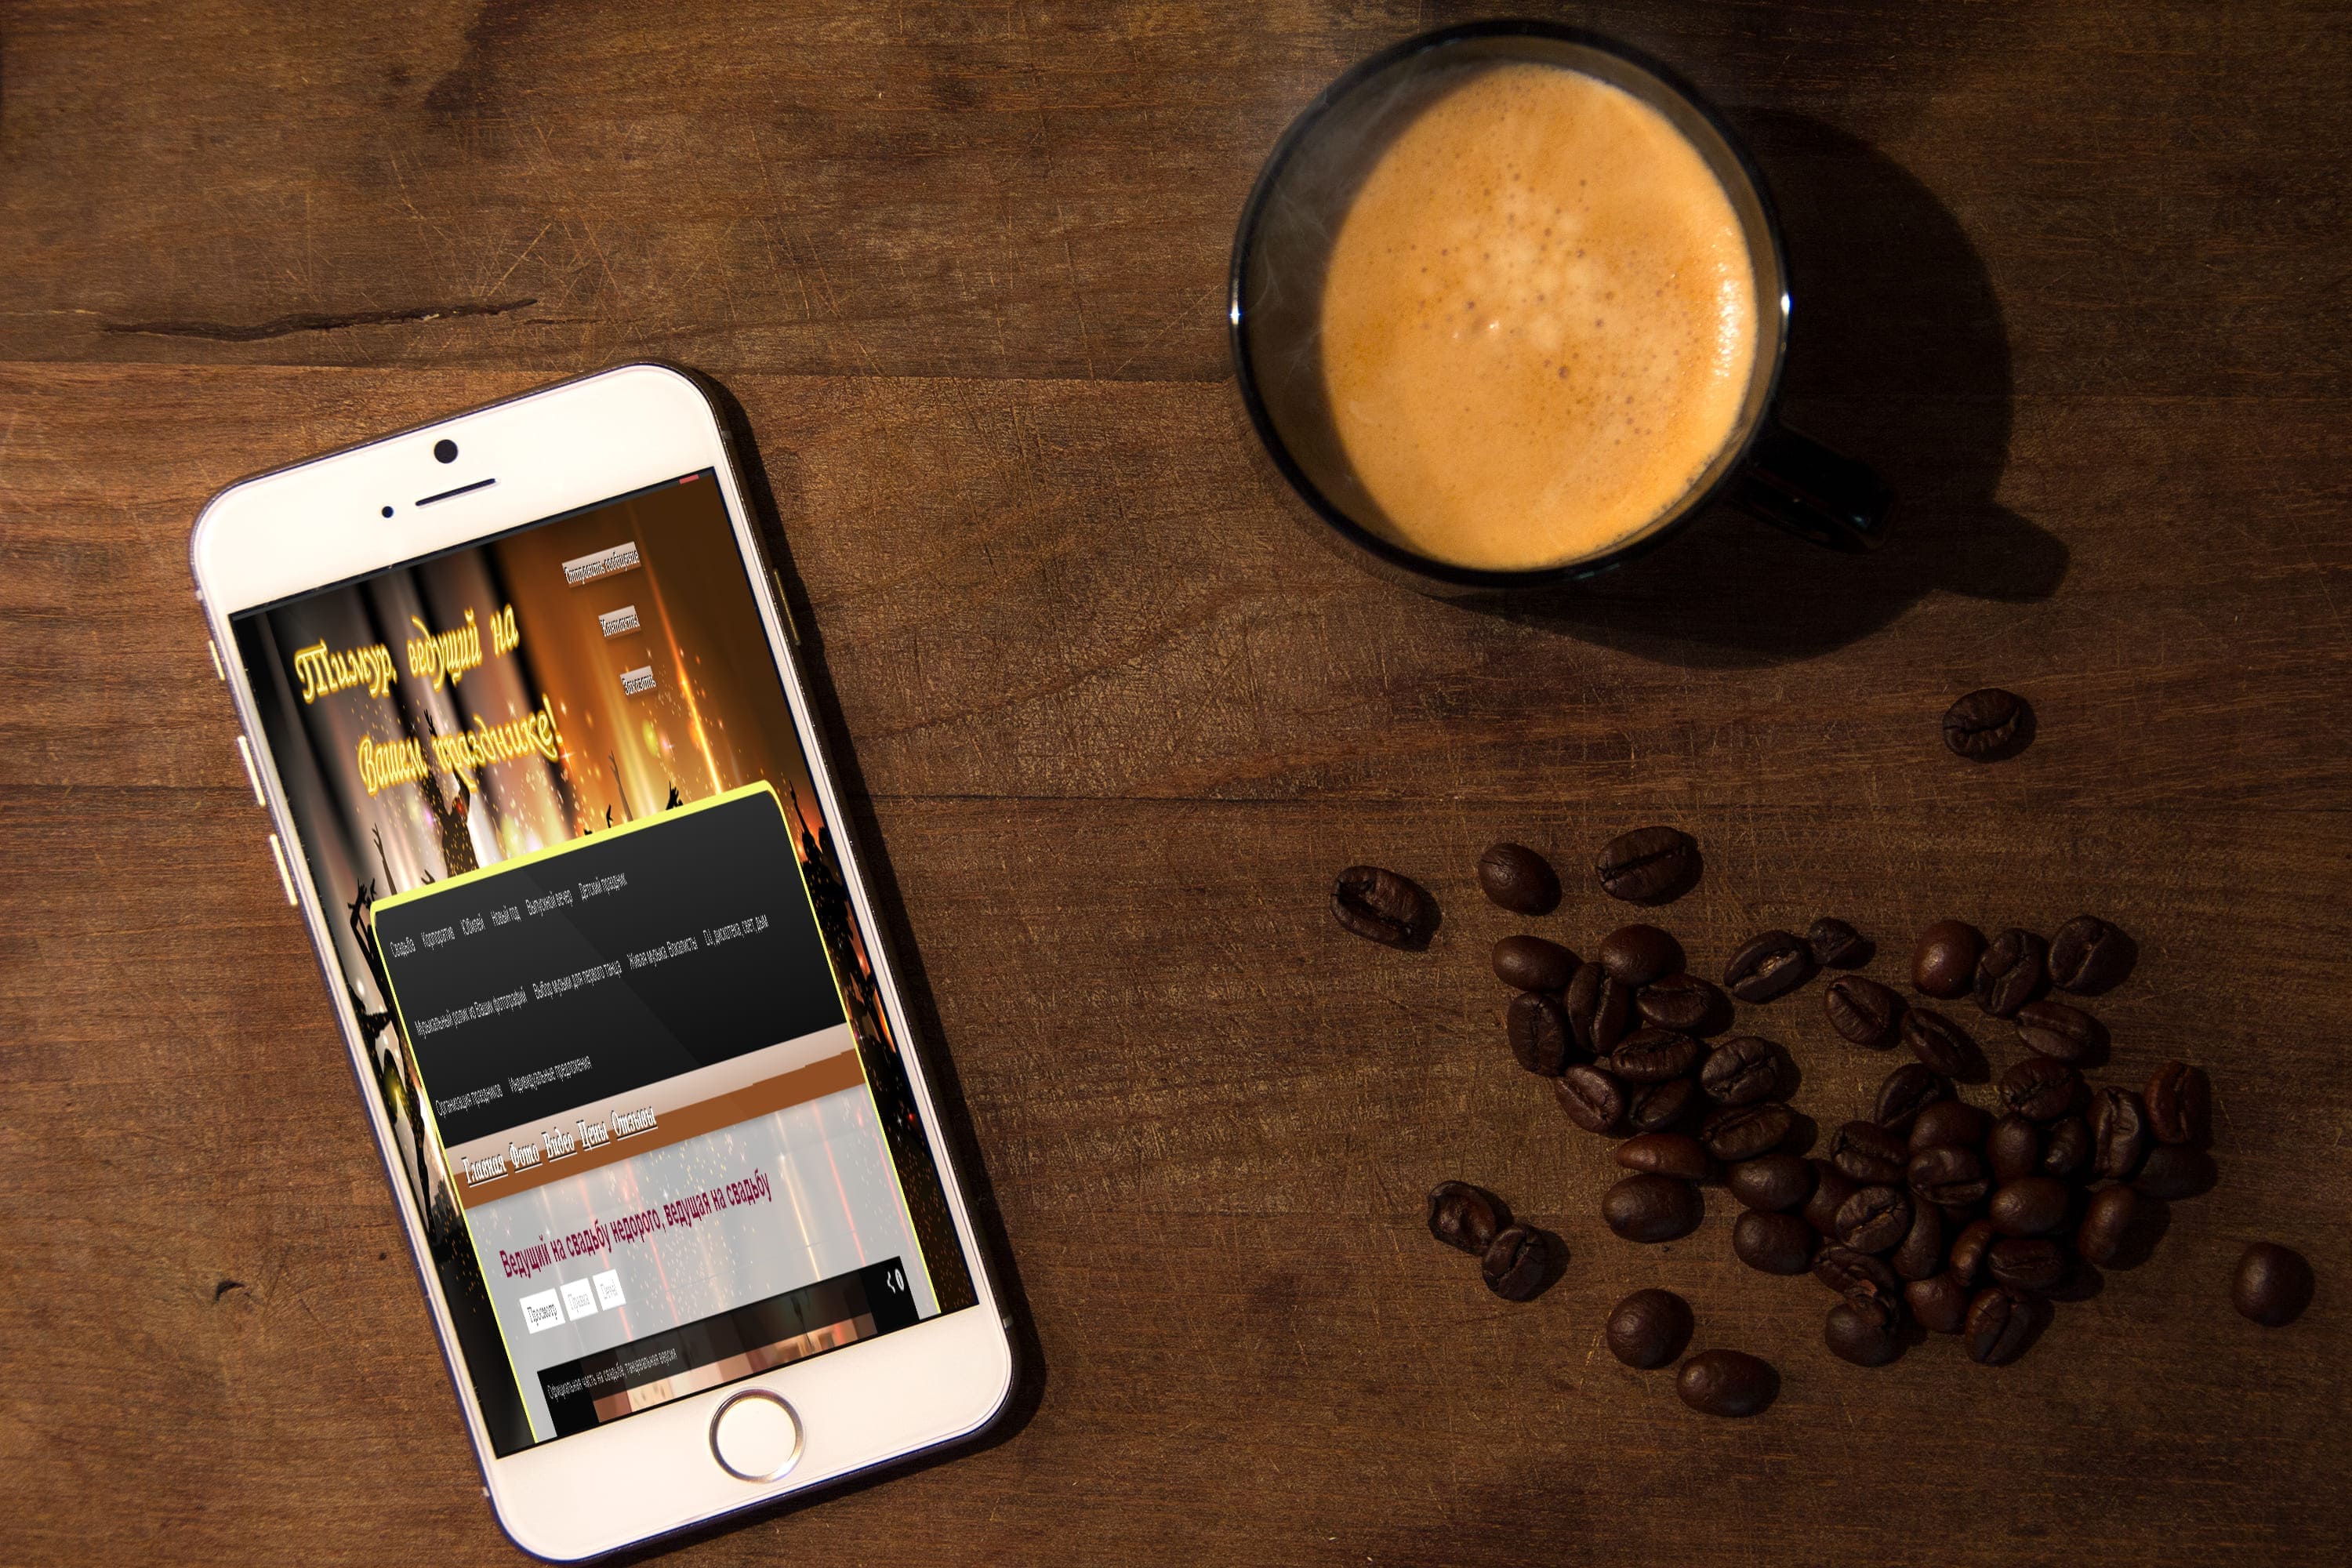 Отправить сообщение
Контакты
Заказать
Тимур, ведущий на
Вашем празднике!
Свадьба Корпоратив Юбилей Новый год Выпускной вечер Детский праздник
Музыкальный ролик из Ваших фотографий Выбор музыки для первого танца Живая музыка. Вокалисты DJ, дискотека, свет, дым
Организация праздников Индивидуальные предложения
Главная Фото Видео Цены Отзывы
Ведущий на свадьбу недорого, ведущая на свадьбу
Просмотр Правка Devel
Официальная часть на свадьбе, танцевальная версия